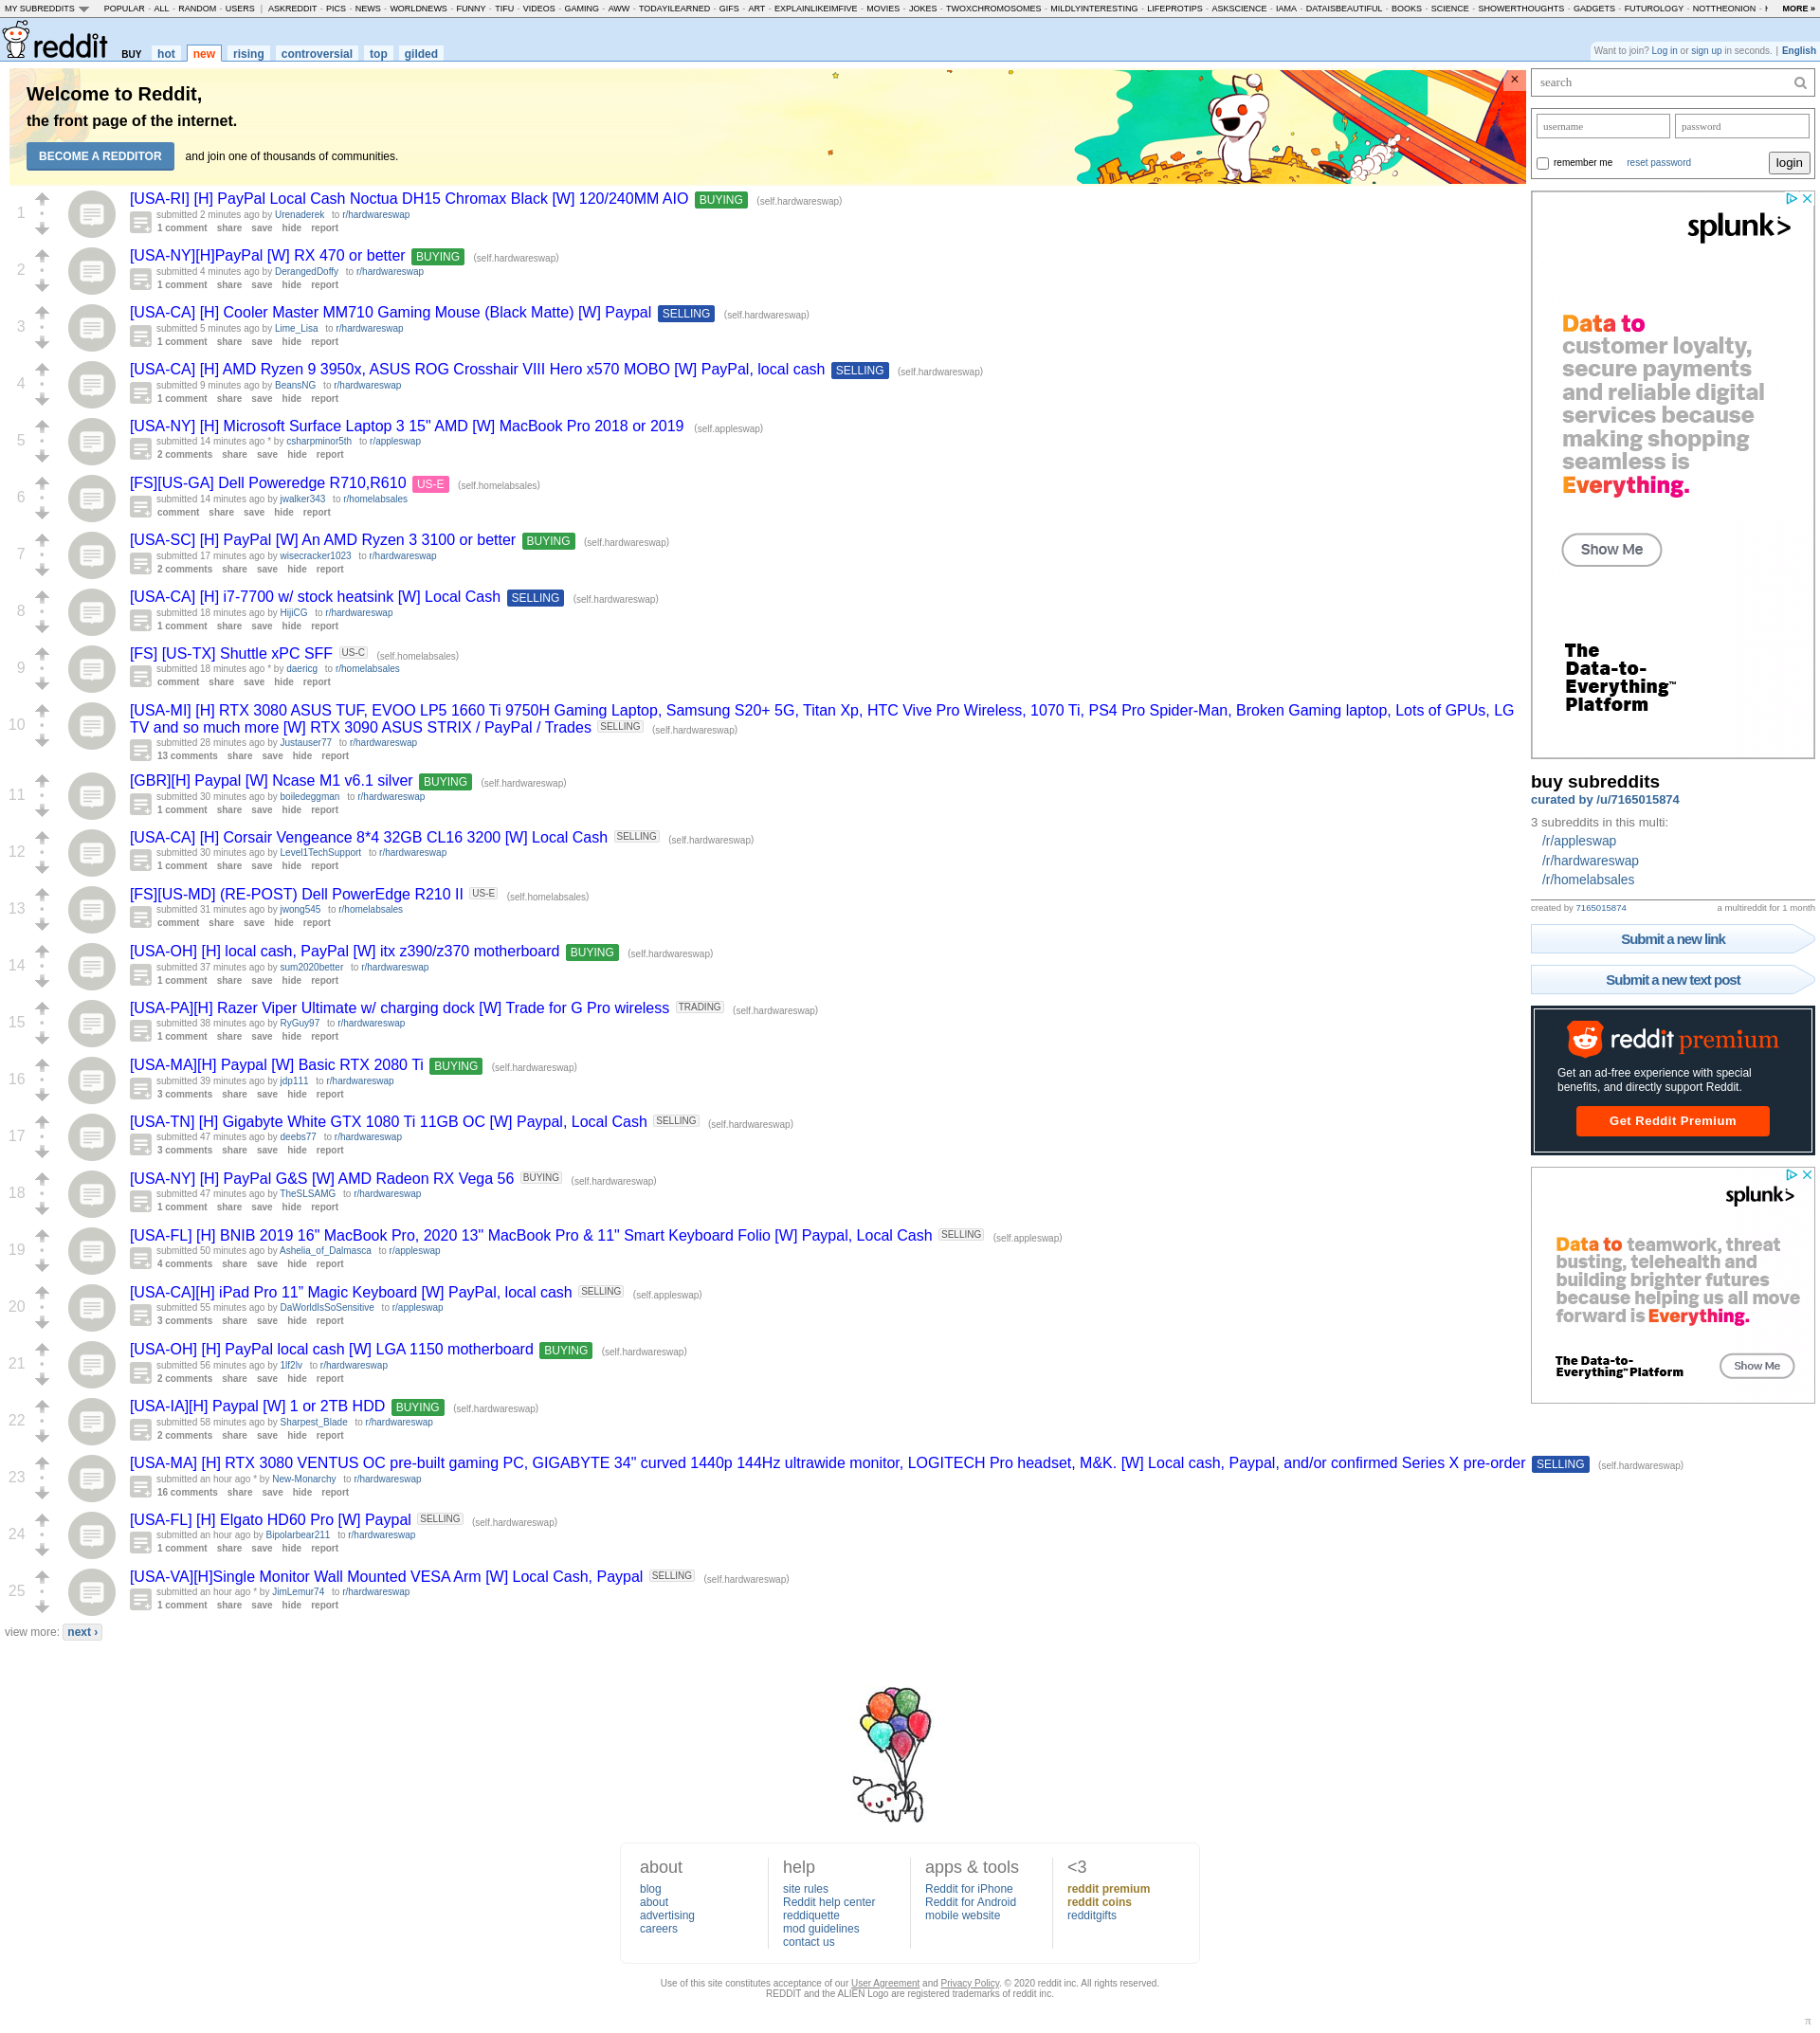 MY SUBREDDITS POPULAR - ALL - RANDOM - USERS | ASKREDDIT - PICS - NEWS - WORLDNEWS - FUNNY - TIFU - VIDEOS - GAMING - AWW - TODAYILEARNED - GIFS - ART - EXPLAINLIKEIMFIVE - MOVIES - JOKES - TWOXCHROMOSOMES - MILDLYINTERESTING - LIFEPROTIPS - ASKSCIENCE - IAMA - DATAISBEAUTIFUL - BOOKS - SCIENCE - SHOWERTHOUGHTS - GADGETS - FUTUROLOGY - NOTTHEONION - MORE »
reddit BUY hot new rising controversial top gilded
Want to join? Log in or sign up in seconds. | English
Welcome to Reddit,
the front page of the internet.
BECOME A REDDITOR and join one of thousands of communities.
×
1
[USA-RI] [H] PayPal Local Cash Noctua DH15 Chromax Black [W] 120/240MM AIO BUYING (self.hardwareswap)
submitted 2 minutes ago by Urenaderek to r/hardwareswap
1 comment share save hide report
2
[USA-NY][H]PayPal [W] RX 470 or better BUYING (self.hardwareswap)
submitted 4 minutes ago by DerangedDoffy to r/hardwareswap
1 comment share save hide report
3
[USA-CA] [H] Cooler Master MM710 Gaming Mouse (Black Matte) [W] Paypal SELLING (self.hardwareswap)
submitted 5 minutes ago by Lime_Lisa to r/hardwareswap
1 comment share save hide report
4
[USA-CA] [H] AMD Ryzen 9 3950x, ASUS ROG Crosshair VIII Hero x570 MOBO [W] PayPal, local cash SELLING (self.hardwareswap)
submitted 9 minutes ago by BeansNG to r/hardwareswap
1 comment share save hide report
5
[USA-NY] [H] Microsoft Surface Laptop 3 15" AMD [W] MacBook Pro 2018 or 2019 (self.appleswap)
submitted 14 minutes ago * by csharpminor5th to r/appleswap
2 comments share save hide report
6
[FS][US-GA] Dell Poweredge R710,R610 US-E (self.homelabsales)
submitted 14 minutes ago by jwalker343 to r/homelabsales
comment share save hide report
7
[USA-SC] [H] PayPal [W] An AMD Ryzen 3 3100 or better BUYING (self.hardwareswap)
submitted 17 minutes ago by wisecracker1023 to r/hardwareswap
2 comments share save hide report
8
[USA-CA] [H] i7-7700 w/ stock heatsink [W] Local Cash SELLING (self.hardwareswap)
submitted 18 minutes ago by HijiCG to r/hardwareswap
1 comment share save hide report
9
[FS] [US-TX] Shuttle xPC SFF US-C (self.homelabsales)
submitted 18 minutes ago * by daericg to r/homelabsales
comment share save hide report
10
[USA-MI] [H] RTX 3080 ASUS TUF, EVOO LP5 1660 Ti 9750H Gaming Laptop, Samsung S20+ 5G, Titan Xp, HTC Vive Pro Wireless, 1070 Ti, PS4 Pro Spider-Man, Broken Gaming laptop, Lots of GPUs, LG
TV and so much more [W] RTX 3090 ASUS STRIX / PayPal / Trades SELLING (self.hardwareswap)
submitted 28 minutes ago by Justauser77 to r/hardwareswap
13 comments share save hide report
11
[GBR][H] Paypal [W] Ncase M1 v6.1 silver BUYING (self.hardwareswap)
submitted 30 minutes ago by boiledeggman to r/hardwareswap
1 comment share save hide report
12
[USA-CA] [H] Corsair Vengeance 8*4 32GB CL16 3200 [W] Local Cash SELLING (self.hardwareswap)
submitted 30 minutes ago by Level1TechSupport to r/hardwareswap
1 comment share save hide report
13
[FS][US-MD] (RE-POST) Dell PowerEdge R210 II US-E (self.homelabsales)
submitted 31 minutes ago by jwong545 to r/homelabsales
comment share save hide report
14
[USA-OH] [H] local cash, PayPal [W] itx z390/z370 motherboard BUYING (self.hardwareswap)
submitted 37 minutes ago by sum2020better to r/hardwareswap
1 comment share save hide report
15
[USA-PA][H] Razer Viper Ultimate w/ charging dock [W] Trade for G Pro wireless TRADING (self.hardwareswap)
submitted 38 minutes ago by RyGuy97 to r/hardwareswap
1 comment share save hide report
16
[USA-MA][H] Paypal [W] Basic RTX 2080 Ti BUYING (self.hardwareswap)
submitted 39 minutes ago by jdp111 to r/hardwareswap
3 comments share save hide report
17
[USA-TN] [H] Gigabyte White GTX 1080 Ti 11GB OC [W] Paypal, Local Cash SELLING (self.hardwareswap)
submitted 47 minutes ago by deebs77 to r/hardwareswap
3 comments share save hide report
18
[USA-NY] [H] PayPal G&S [W] AMD Radeon RX Vega 56 BUYING (self.hardwareswap)
submitted 47 minutes ago by TheSLSAMG to r/hardwareswap
1 comment share save hide report
19
[USA-FL] [H] BNIB 2019 16" MacBook Pro, 2020 13" MacBook Pro & 11" Smart Keyboard Folio [W] Paypal, Local Cash SELLING (self.appleswap)
submitted 50 minutes ago by Ashelia_of_Dalmasca to r/appleswap
4 comments share save hide report
20
[USA-CA][H] iPad Pro 11” Magic Keyboard [W] PayPal, local cash SELLING (self.appleswap)
submitted 55 minutes ago by DaWorldIsSoSensitive to r/appleswap
3 comments share save hide report
21
[USA-OH] [H] PayPal local cash [W] LGA 1150 motherboard BUYING (self.hardwareswap)
submitted 56 minutes ago by 1lf2lv to r/hardwareswap
2 comments share save hide report
22
[USA-IA][H] Paypal [W] 1 or 2TB HDD BUYING (self.hardwareswap)
submitted 58 minutes ago by Sharpest_Blade to r/hardwareswap
2 comments share save hide report
23
[USA-MA] [H] RTX 3080 VENTUS OC pre-built gaming PC, GIGABYTE 34" curved 1440p 144Hz ultrawide monitor, LOGITECH Pro headset, M&K. [W] Local cash, Paypal, and/or confirmed Series X pre-order SELLING (self.hardwareswap)
submitted an hour ago * by New-Monarchy to r/hardwareswap
16 comments share save hide report
24
[USA-FL] [H] Elgato HD60 Pro [W] Paypal SELLING (self.hardwareswap)
submitted an hour ago by Bipolarbear211 to r/hardwareswap
1 comment share save hide report
25
[USA-VA][H]Single Monitor Wall Mounted VESA Arm [W] Local Cash, Paypal SELLING (self.hardwareswap)
submitted an hour ago * by JimLemur74 to r/hardwareswap
1 comment share save hide report
view more: next ›
search
username password
remember me reset password login
splunk>
Data to
customer loyalty,
secure payments
and reliable digital
services because
making shopping
seamless is
Everything.
Show Me
The
Data-to-
Everything™
Platform
buy subreddits
curated by /u/7165015874
3 subreddits in this multi:
/r/appleswap
/r/hardwareswap
/r/homelabsales
created by 7165015874 a multireddit for 1 month
Submit a new link
Submit a new text post
reddit premium
Get an ad-free experience with special
benefits, and directly support Reddit.
Get Reddit Premium
splunk>
Data to teamwork, threat
busting, telehealth and
building brighter futures
because helping us all move
forward is Everything.
The Data-to-
Everything™ Platform
Show Me
about
blog
about
advertising
careers
help
site rules
Reddit help center
reddiquette
mod guidelines
contact us
apps & tools
Reddit for iPhone
Reddit for Android
mobile website
<3
reddit premium
reddit coins
redditgifts
Use of this site constitutes acceptance of our User Agreement and Privacy Policy. © 2020 reddit inc. All rights reserved.
REDDIT and the ALIEN Logo are registered trademarks of reddit inc.
π